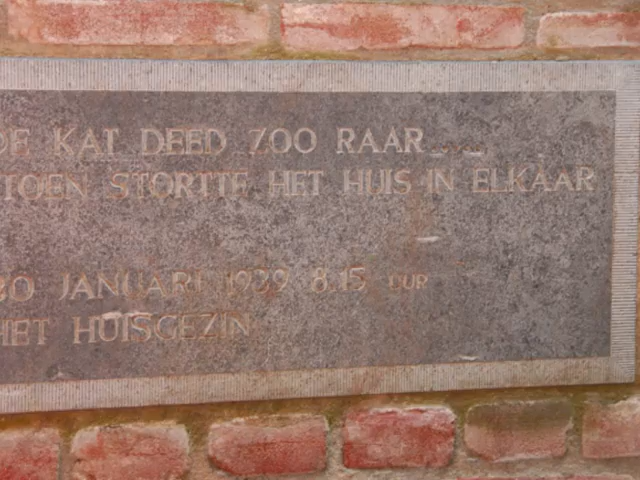 DE KAT DEED ZOO RAAR......
TOEN STORTTE HET HUIS IN ELKAAR
30 JANUARI 1939 8.15 UUR
HET HUISGEZIN